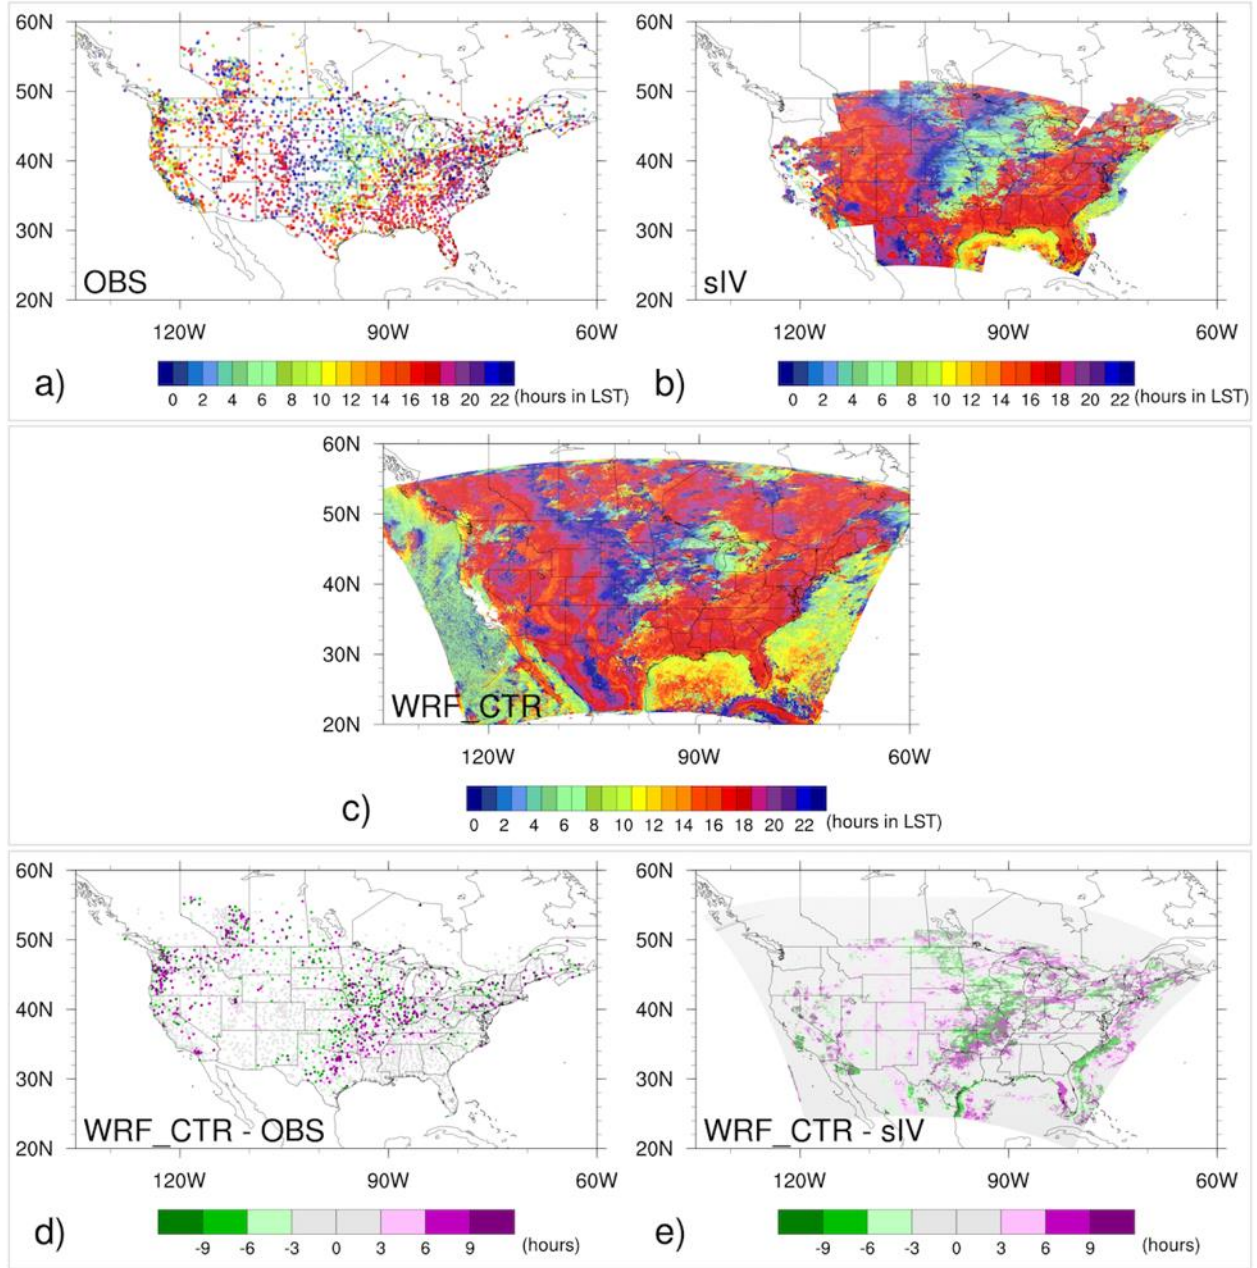 60N
50N
40N
30N
20N
OBS
120W 90W 60W
a)
0 2 4 6 8 10 12 14 16 18 20 22 (hours in LST)
60N
50N
40N
30N
20N
sIV
120W 90W 60W
b)
0 2 4 6 8 10 12 14 16 18 20 22 (hours in LST)
60N
50N
40N
30N
20N
WRF_CTR
120W 90W 60W
c)
0 2 4 6 8 10 12 14 16 18 20 22 (hours in LST)
60N
50N
40N
30N
20N
WRF_CTR - OBS
120W 90W 60W
d)
-9 -6 -3 0 3 6 9 (hours)
60N
50N
40N
30N
20N
WRF_CTR - sIV
120W 90W 60W
e)
-9 -6 -3 0 3 6 9 (hours)